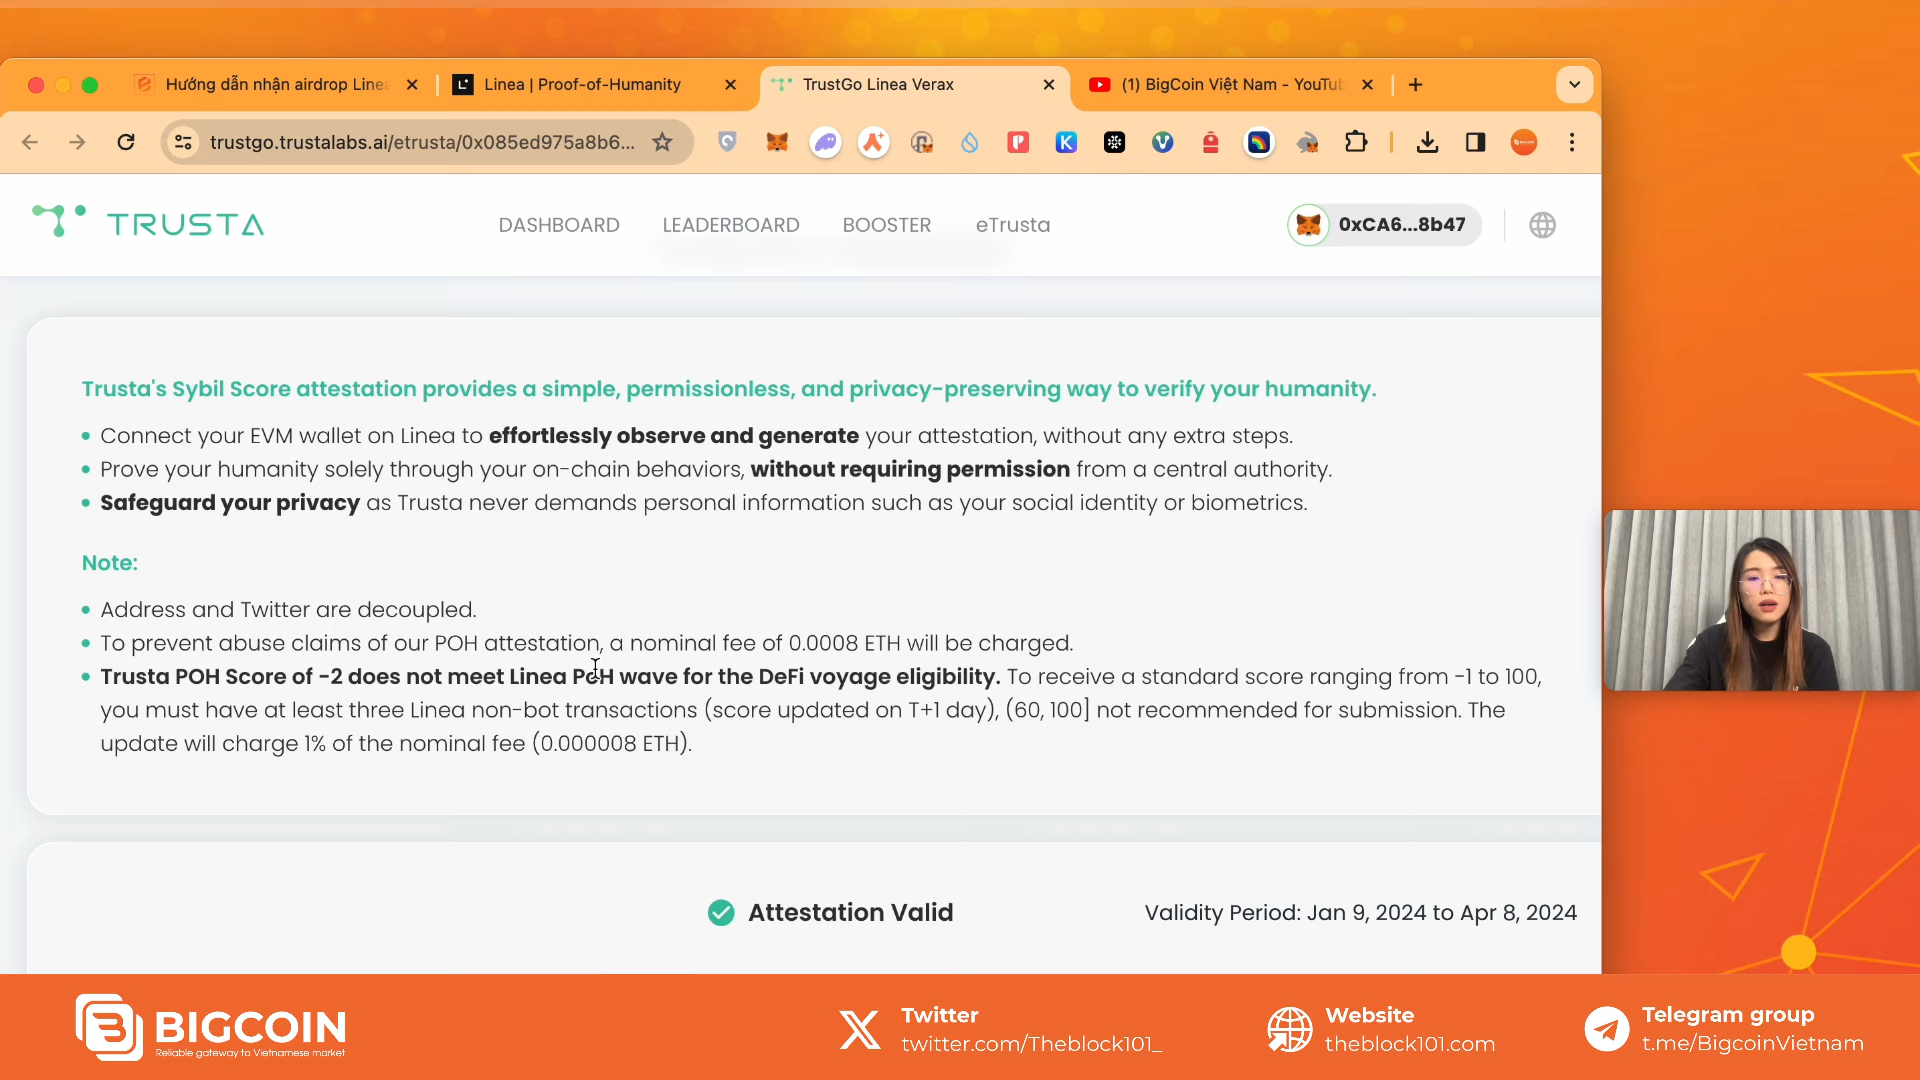 Hướng dẫn nhận airdrop Linea
Linea | Proof-of-Humanity
TrustGo Linea Verax
(1) BigCoin Việt Nam - YouTub
trustgo.trustalabs.ai/etrusta/0x085ed975a8b6...
TRUSTA
DASHBOARD
LEADERBOARD
BOOSTER
eTrusta
0xCA6...8b47
Trusta's Sybil Score attestation provides a simple, permissionless, and privacy-preserving way to verify your humanity.
Connect your EVM wallet on Linea to effortlessly observe and generate your attestation, without any extra steps.
Prove your humanity solely through your on-chain behaviors, without requiring permission from a central authority.
Safeguard your privacy as Trusta never demands personal information such as your social identity or biometrics.
Note:
Address and Twitter are decoupled.
To prevent abuse claims of our POH attestation, a nominal fee of 0.0008 ETH will be charged.
Trusta POH Score of -2 does not meet Linea PoH wave for the DeFi voyage eligibility. To receive a standard score ranging from -1 to 100,
you must have at least three Linea non-bot transactions (score updated on T+1 day), (60, 100] not recommended for submission. The
update will charge 1% of the nominal fee (0.000008 ETH).
Attestation Valid
Validity Period: Jan 9, 2024 to Apr 8, 2024
BIGCOIN
Reliable gateway to Vietnamese market
Twitter
twitter.com/Theblock101_
Website
theblock101.com
Telegram group
t.me/BigcoinVietnam